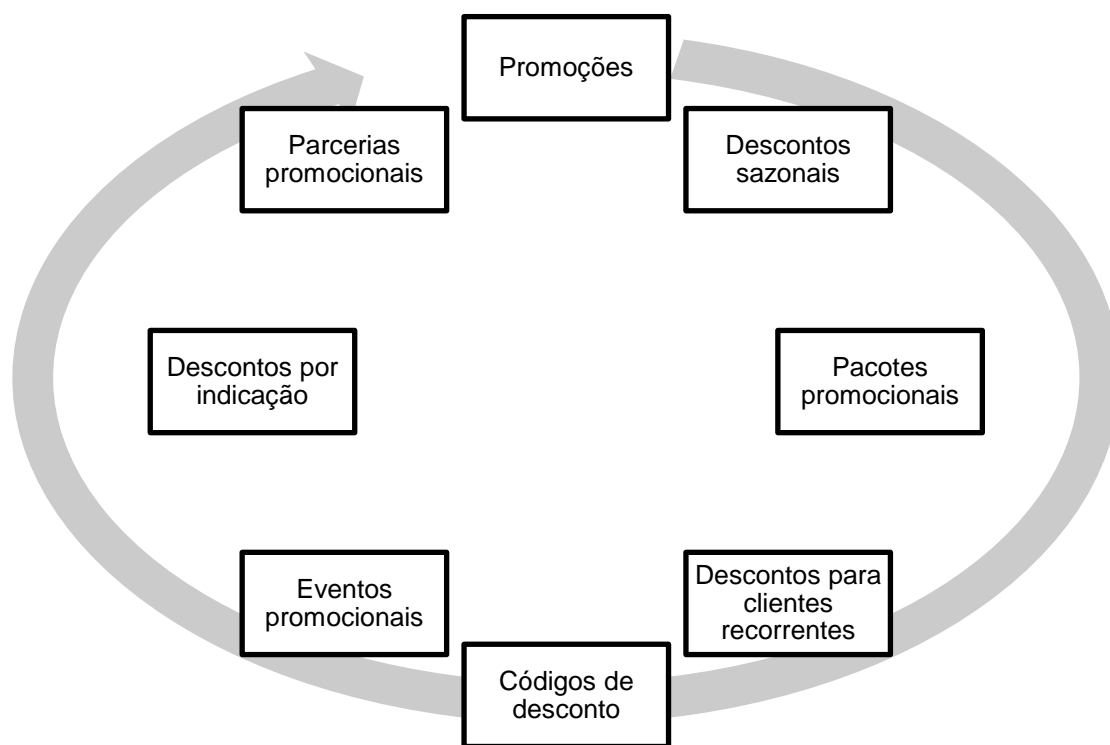 Promoções
Descontos
sazonais
Pacotes
promocionais
Descontos para
clientes
recorrentes
Códigos de
desconto
Eventos
promocionais
Descontos por
indicação
Parcerias
promocionais